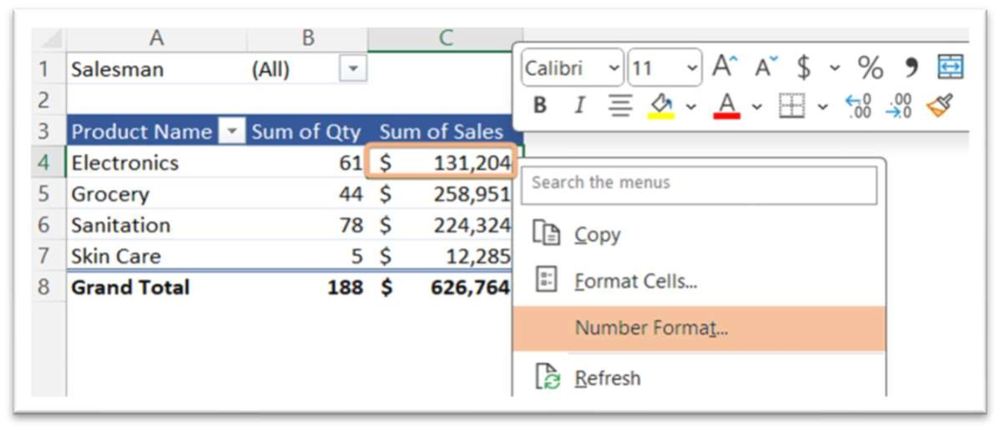 A B C
1 Salesman (All)
2
3 Product Name Sum of Qty Sum of Sales
4 Electronics 61 $ 131,204
5 Grocery 44 $ 258,951
6 Sanitation 78 $ 224,324
7 Skin Care 5 $ 12,285
8 Grand Total 188 $ 626,764
Calibri 11 A A $ % ,
B I A 0 .00 .00 0
Search the menus
Copy
Format Cells...
Number Format...
Refresh